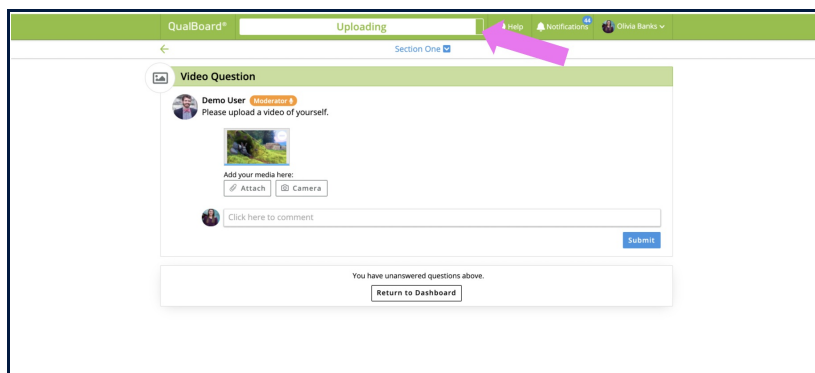 QualBoard®
Uploading
Help
Notifications
44
Olivia Banks
Section One
Video Question
Demo User Moderator
Please upload a video of yourself.
Add your media here:
Attach
Camera
Click here to comment
Submit
You have unanswered questions above.
Return to Dashboard